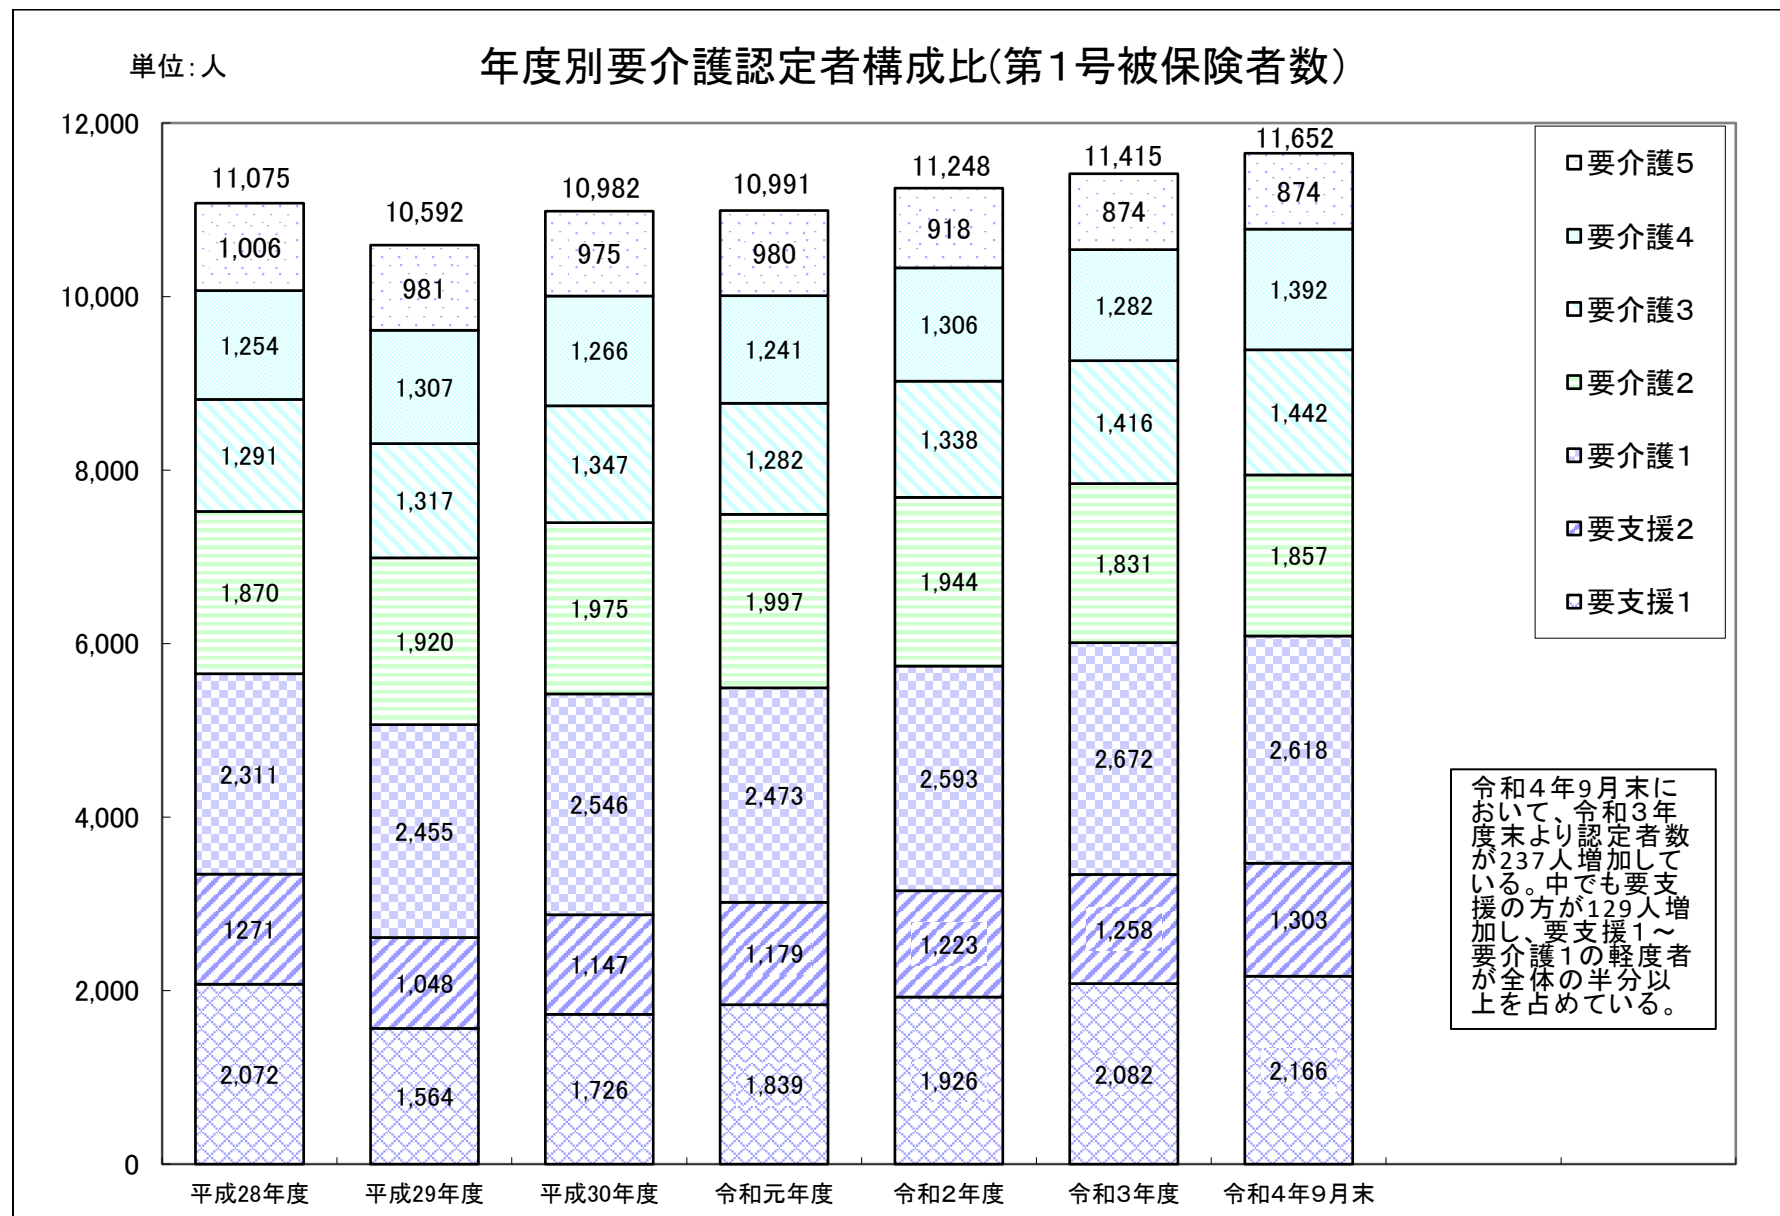 単位:人
年度別要介護認定者構成比(第１号被保険者数)
12,000
10,000
8,000
6,000
4,000
2,000
0
11,075
1,006
1,254
1,291
1,870
2,311
1271
2,072
10,592
981
1,307
1,317
1,920
2,455
1,048
1,564
10,982
975
1,266
1,347
1,975
2,546
1,147
1,726
10,991
980
1,241
1,282
1,997
2,473
1,179
1,839
11,248
918
1,306
1,338
1,944
2,593
1,223
1,926
11,415
874
1,282
1,416
1,831
2,672
1,258
2,082
11,652
874
1,392
1,442
1,857
2,618
1,303
2,166
平成28年度
平成29年度
平成30年度
令和元年度
令和２年度
令和３年度
令和４年９月末
要介護５
要介護４
要介護３
要介護２
要介護１
要支援２
要支援１
令和４年9月末に
おいて、令和３年
度末より認定者数
が237人増加して
いる。中でも要支
援の方が129人増
加し、要支援１～
要介護１の軽度者
が全体の半分以
上を占めている。